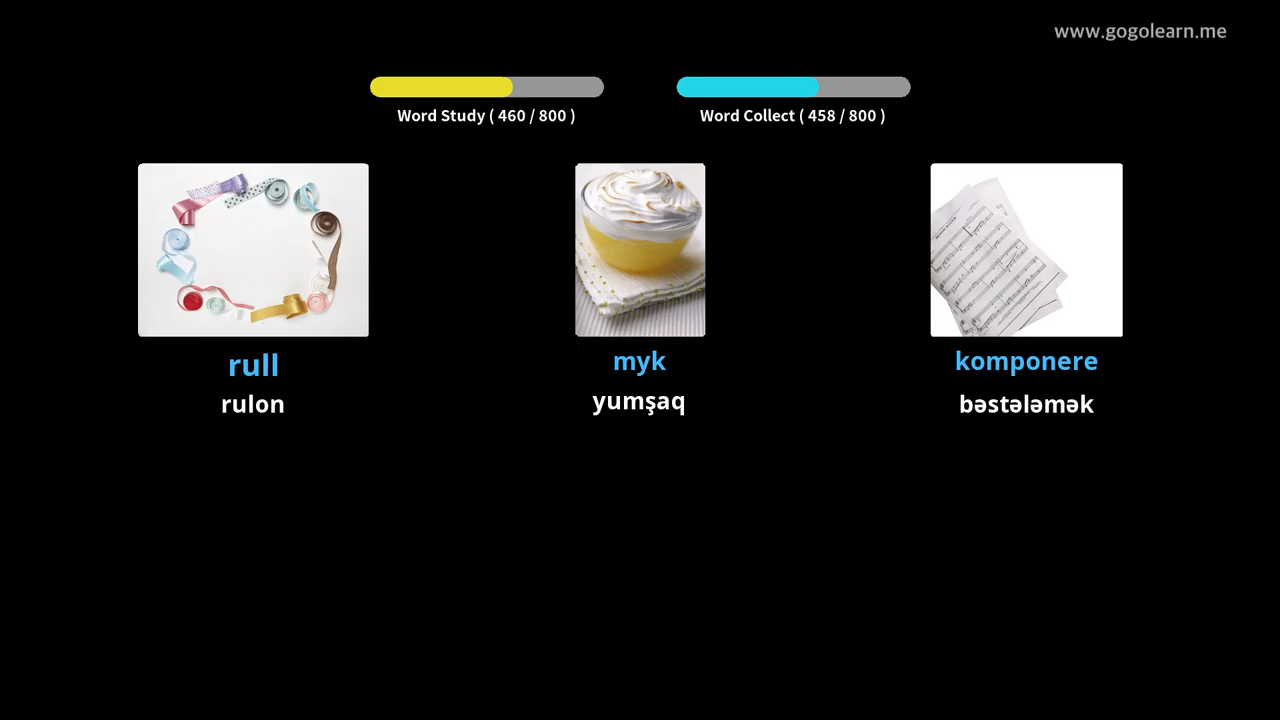 www.gogolearn.me
Word Study ( 460 / 800 )
Word Collect ( 458 / 800 )
rull
myk
komponere
rulon
yumşaq
bəstələmək